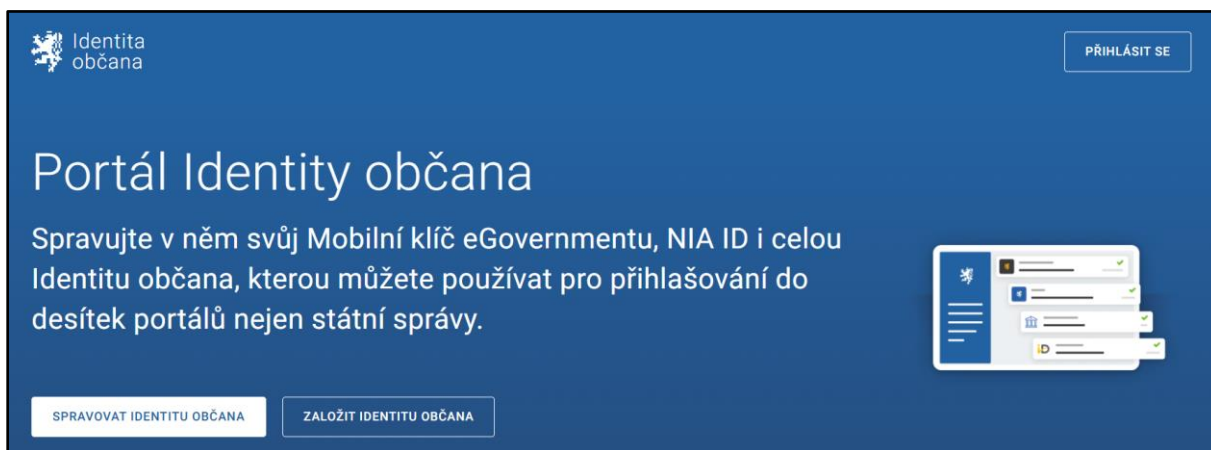 Identita
občana
PŘIHLÁSIT SE
Portál Identity občana
Spravujte v něm svůj Mobilní klíč eGovernmentu, NIA ID i celou
Identitu občana, kterou můžete používat pro přihlašování do
desítek portálů nejen státní správy.
iD
SPRAVOVAT IDENTITU OBČANA
ZALOŽIT IDENTITU OBČANA